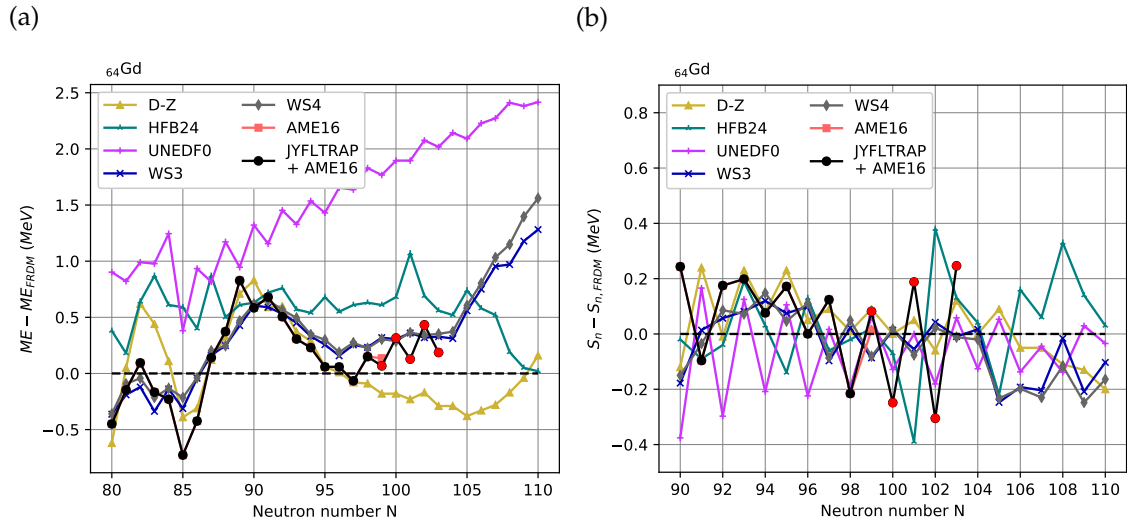 (a)
₆₄Gd
ME − ME_FRDM (MeV)
2.5
2.0
1.5
1.0
0.5
0.0
−0.5
D-Z
HFB24
UNEDF0
WS3
WS4
AME16
JYFLTRAP
+ AME16
80 85 90 95 100 105 110
Neutron number N
(b)
₆₄Gd
S_n − S_n, FRDM (MeV)
0.8
0.6
0.4
0.2
0.0
−0.2
−0.4
D-Z
HFB24
UNEDF0
WS3
WS4
AME16
JYFLTRAP
+ AME16
90 92 94 96 98 100 102 104 106 108 110
Neutron number N